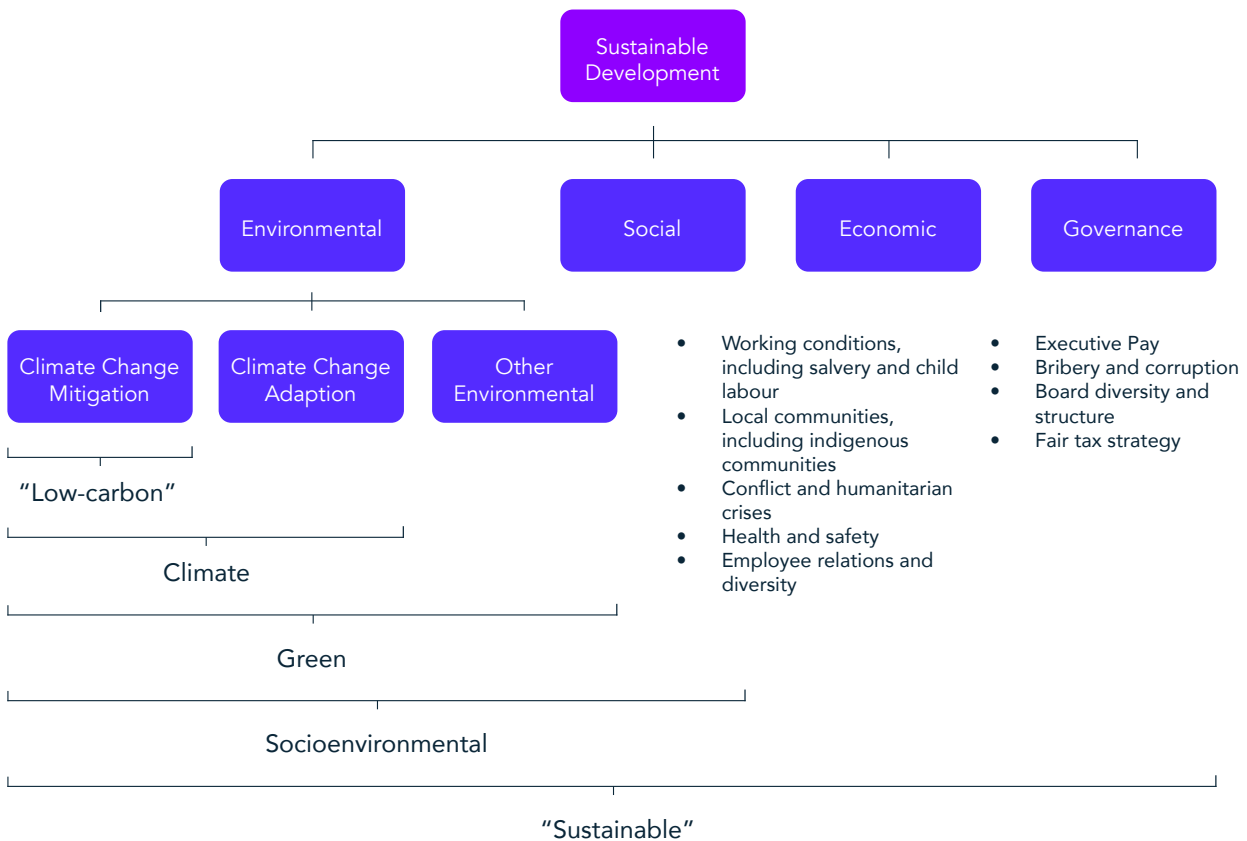 Sustainable
Development
Environmental
Social
Economic
Governance
Climate Change
Mitigation
Climate Change
Adaption
Other
Environmental
• Working conditions,
including salvery and child
labour
• Local communities,
including indigenous
communities
• Conflict and humanitarian
crises
• Health and safety
• Employee relations and
diversity
• Executive Pay
• Bribery and corruption
• Board diversity and
structure
• Fair tax strategy
“Low-carbon”
Climate
Green
Socioenvironmental
“Sustainable”